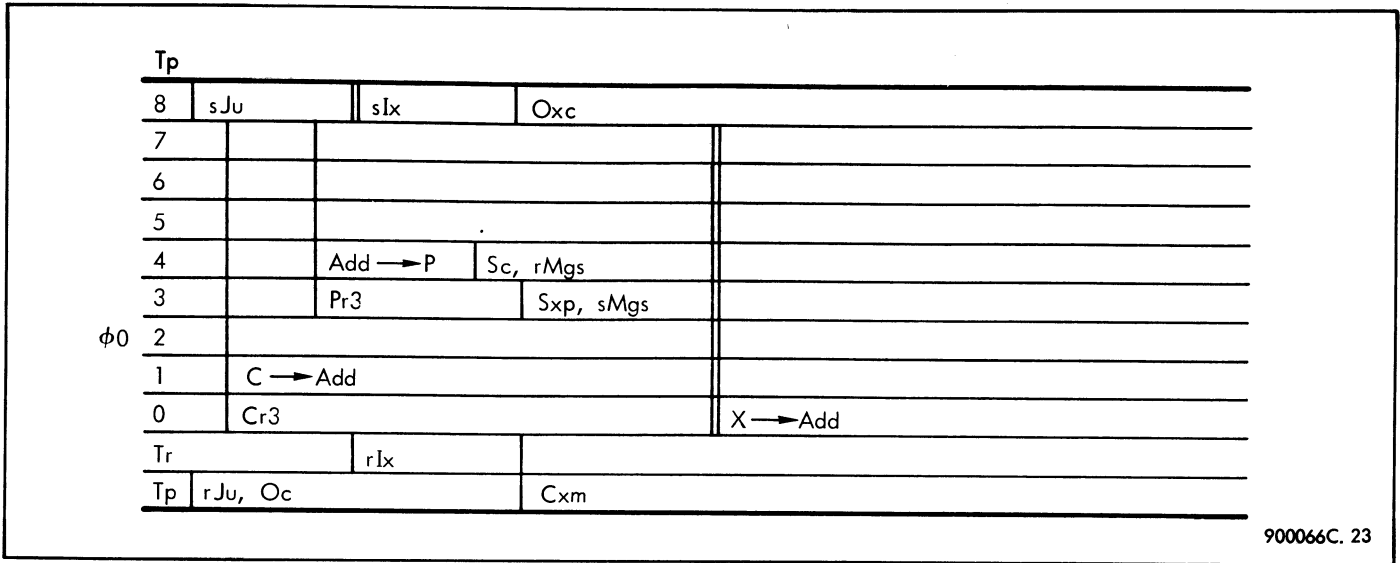 Tp
8 sJu sIx Oxc
7
6
5
4 Add → P Sc, rMgs
3 Pr3 Sxp, sMgs
ϕ0 2
1 C → Add
0 Cr3 X → Add
Tr rIx
Tp rJu, Oc Cxm
900066C. 23